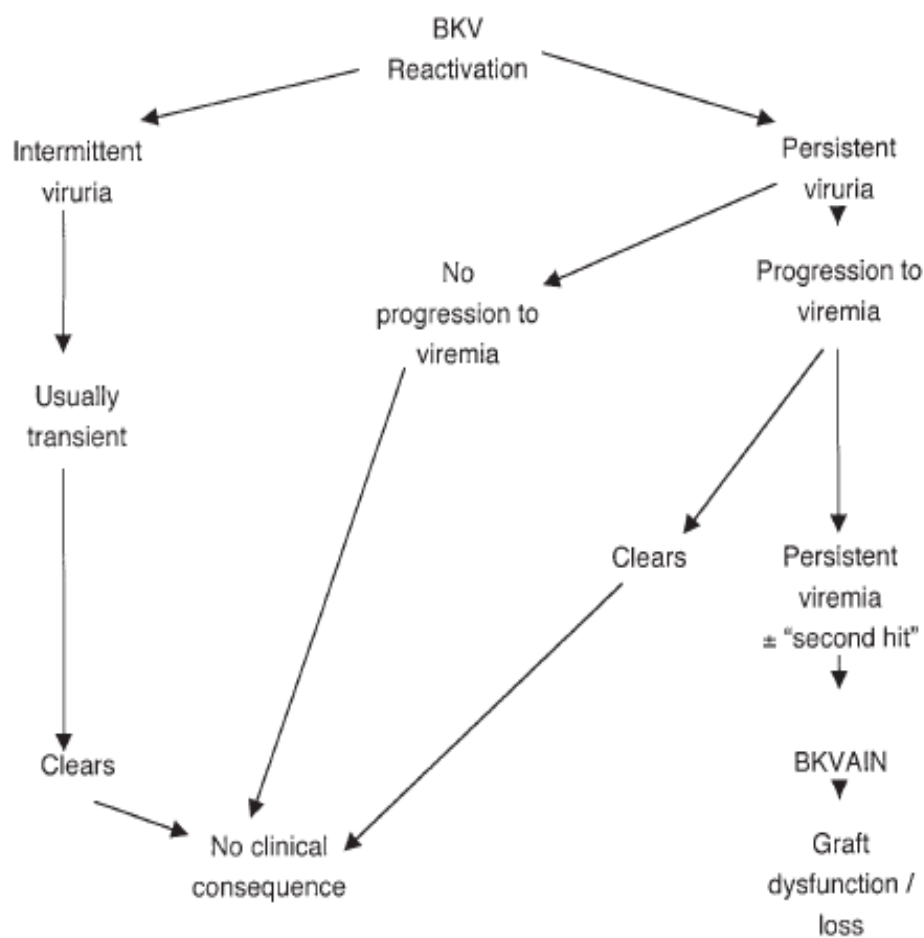 BKV
Reactivation
Intermittent
viruria
Persistent
viruria
No
progression to
viremia
Progression to
viremia
Usually
transient
Clears
Persistent
viremia
± “second hit”
Clears
BKVAIN
No clinical
consequence
Graft
dysfunction /
loss